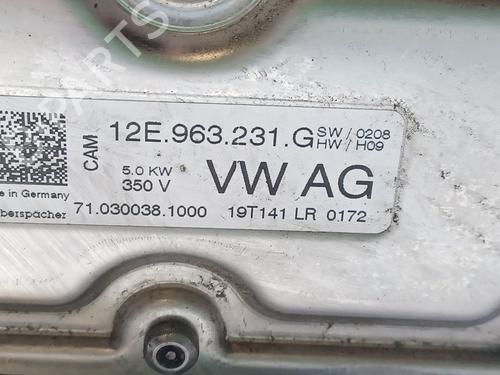 PARTS
12E.963.231.G SW/0208
HW/H09
CAM
5.0 KW
350 V
VW AG
e in Germany
berspacher
71.030038.1000 19T141 LR 0172